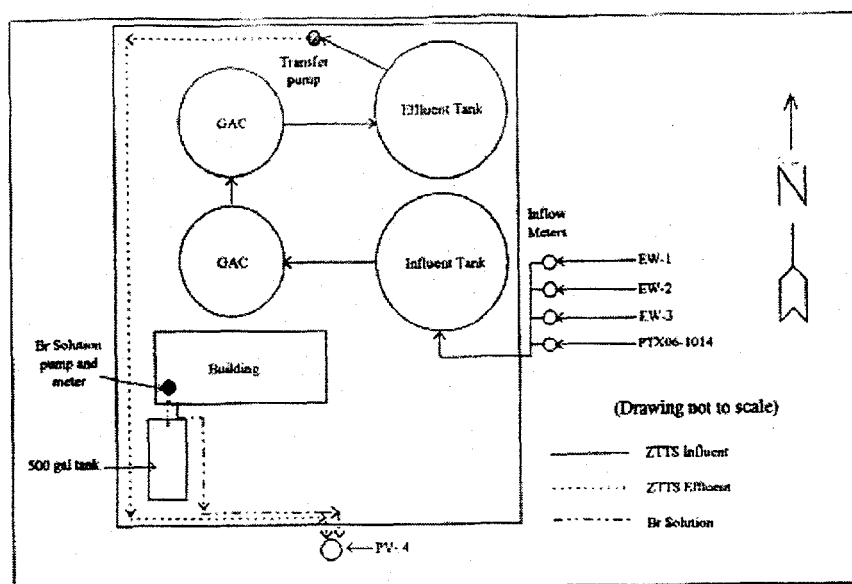 Transfer
pump
GAC
Effluent Tank
N
Inflow
Meters
GAC
Influent Tank
EW-1
EW-2
EW-3
PTX06-1014
Br Solution
pump and
meter
Building
(Drawing not to scale)
500 gal tank
ZTTS Influent
ZTTS Effluent
Br Solution
PV-4